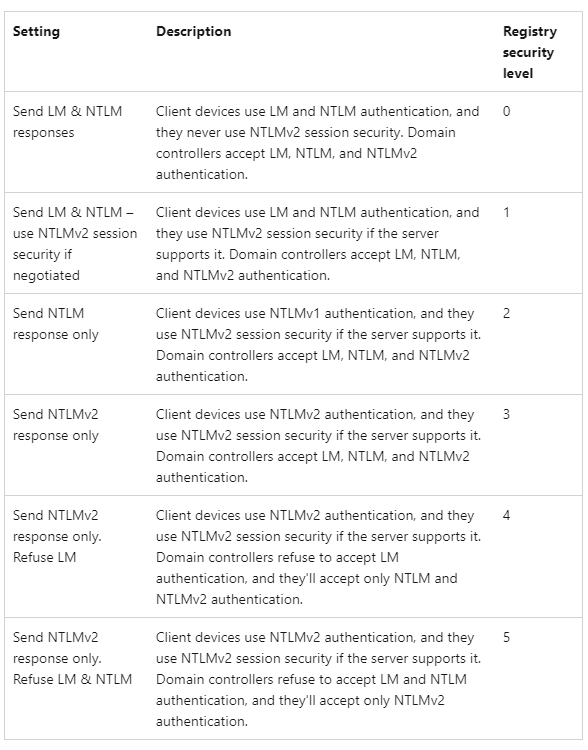 Setting
Description
Registry
security
level
Send LM & NTLM
responses
Client devices use LM and NTLM authentication, and
they never use NTLMv2 session security. Domain
controllers accept LM, NTLM, and NTLMv2
authentication.
0
Send LM & NTLM –
use NTLMv2 session
security if
negotiated
Client devices use LM and NTLM authentication, and
they use NTLMv2 session security if the server
supports it. Domain controllers accept LM, NTLM,
and NTLMv2 authentication.
1
Send NTLM
response only
Client devices use NTLMv1 authentication, and they
use NTLMv2 session security if the server supports it.
Domain controllers accept LM, NTLM, and NTLMv2
authentication.
2
Send NTLMv2
response only
Client devices use NTLMv2 authentication, and they
use NTLMv2 session security if the server supports it.
Domain controllers accept LM, NTLM, and NTLMv2
authentication.
3
Send NTLMv2
response only.
Refuse LM
Client devices use NTLMv2 authentication, and they
use NTLMv2 session security if the server supports it.
Domain controllers refuse to accept LM
authentication, and they'll accept only NTLM and
NTLMv2 authentication.
4
Send NTLMv2
response only.
Refuse LM & NTLM
Client devices use NTLMv2 authentication, and they
use NTLMv2 session security if the server supports it.
Domain controllers refuse to accept LM and NTLM
authentication, and they'll accept only NTLMv2
authentication.
5